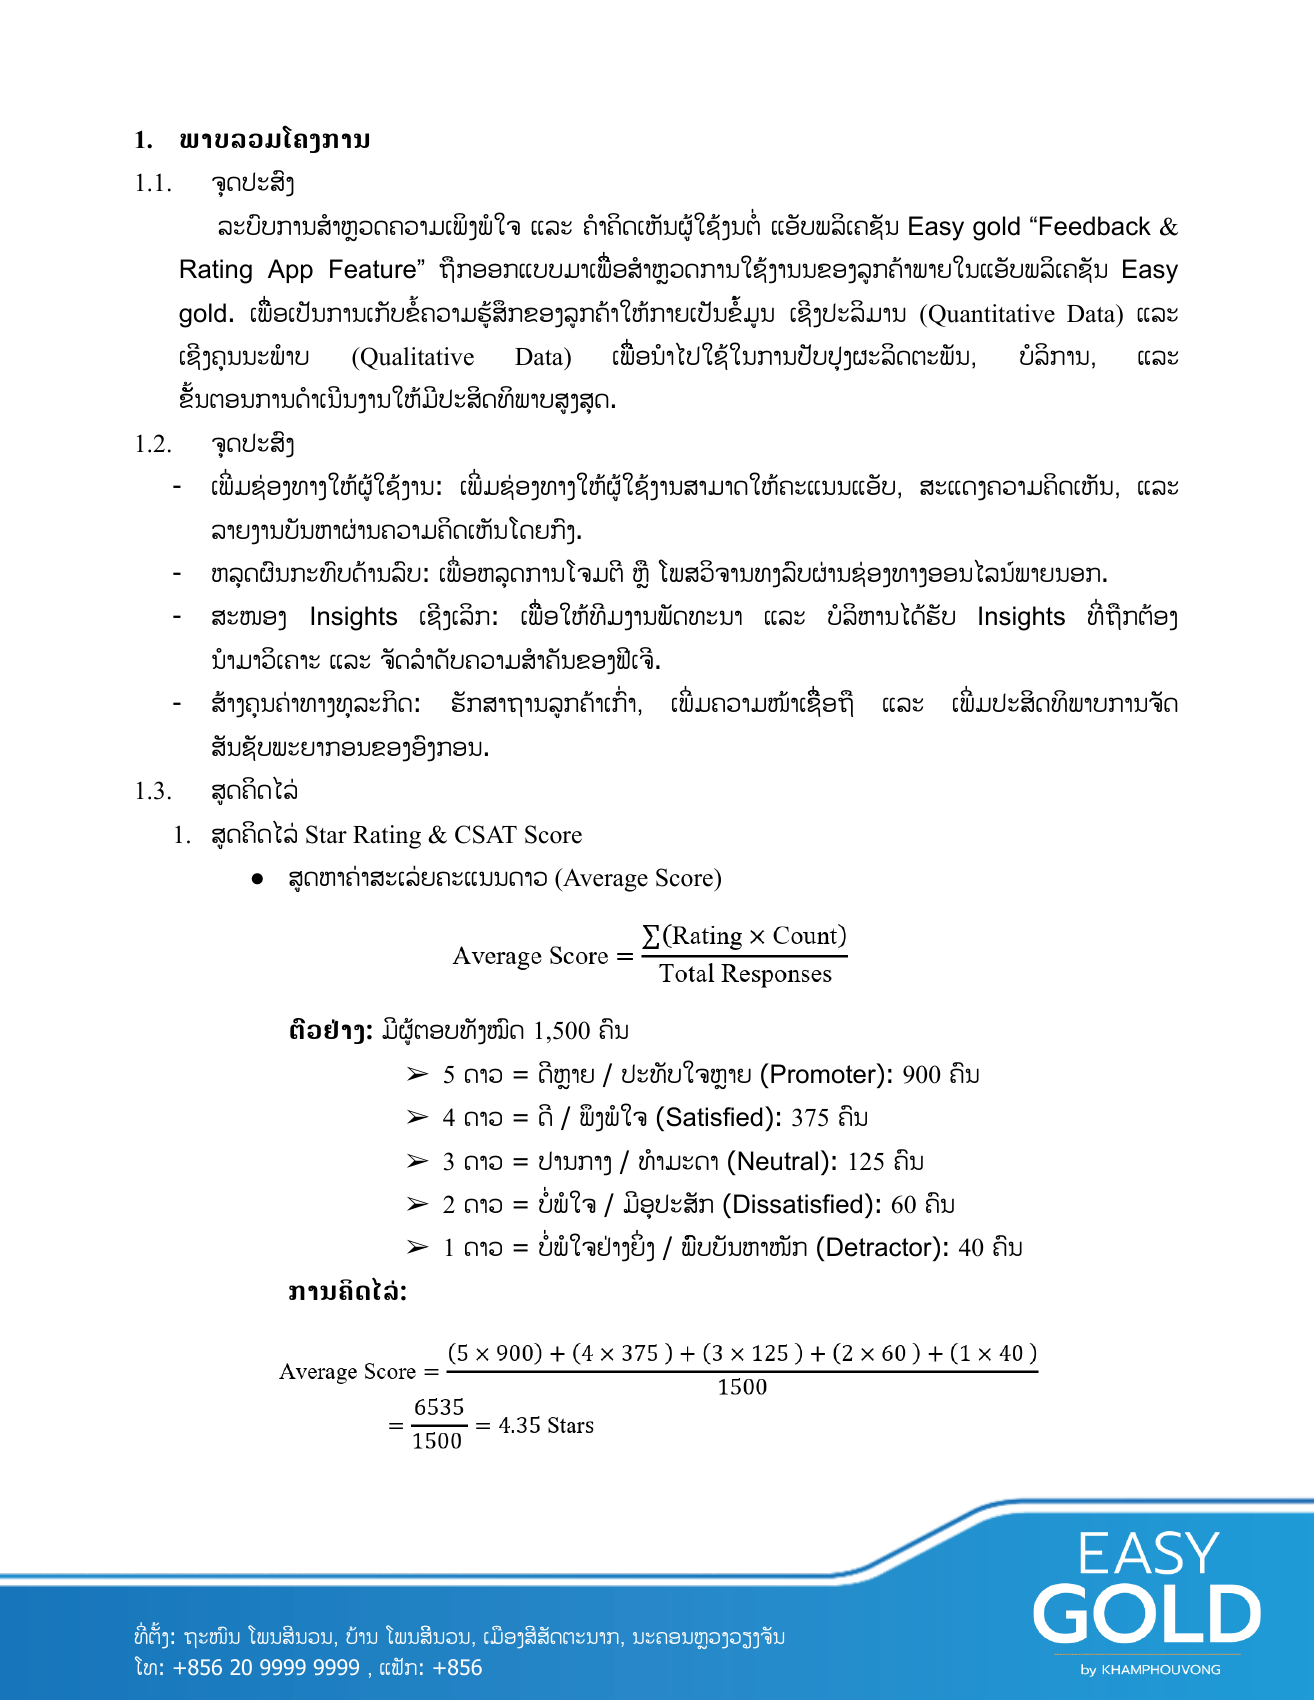 1. ພາບລວມໂຄງການ
1.1. ຈຸດປະສົງ
ລະບົບການສຳຫຼວດຄວາມເພິງພໍໃຈ ແລະ ຄຳຄິດເຫັນຜູ້ໃຊ້ງນຕໍ່ ແອັບພລິເຄຊັນ Easy gold “Feedback &
Rating App Feature” ຖືກອອກແບບມາເພື່ອສຳຫຼວດການໃຊ້ງານນຂອງລູກຄ້າພາຍໃນແອັບພລິເຄຊັນ Easy
gold. ເພື່ອເປັນການເກັບຂໍ້ຄວາມຮູ້ສຶກຂອງລູກຄ້າໃຫ້ກາຍເປັນຂໍ້ມູນ ເຊີງປະລິມານ (Quantitative Data) ແລະ
ເຊີງຄຸນນະພຳບ (Qualitative Data) ເພື່ອນຳໄປໃຊ້ໃນການປັບປຸງຜະລິດຕະພັນ, ບໍລິການ, ແລະ
ຂັ້ນຕອນການດຳເນີນງານໃຫ້ມີປະສິດທິພາບສູງສຸດ.
1.2. ຈຸດປະສົງ
- ເພີ່ມຊ່ອງທາງໃຫ້ຜູ້ໃຊ້ງານ: ເພີ່ມຊ່ອງທາງໃຫ້ຜູ້ໃຊ້ງານສາມາດໃຫ້ຄະແນນແອັບ, ສະແດງຄວາມຄິດເຫັນ, ແລະ
ລາຍງານບັນຫາຜ່ານຄວາມຄິດເຫັນໂດຍກົງ.
- ຫລຸດຜົນກະທົບດ້ານລົບ: ເພື່ອຫລຸດການໂຈມຕີ ຫຼື ໂພສວິຈານທາງລົບຜ່ານຊ່ອງທາງອອນໄລນ໌ພາຍນອກ.
- ສະໜອງ Insights ເຊີງເລິກ: ເພື່ອໃຫ້ທີມງານພັດທະນາ ແລະ ບໍລິຫານໄດ້ຮັບ Insights ທີ່ຖືກຕ້ອງ
ນຳມາວິເຄາະ ແລະ ຈັດລຳດັບຄວາມສຳຄັນຂອງຟີເຈີ.
- ສ້າງຄຸນຄ່າທາງທຸລະກິດ: ຮັກສາຖານລູກຄ້າເກົ່າ, ເພີ່ມຄວາມໜ້າເຊື່ອຖື ແລະ ເພີ່ມປະສິດທິພາບການຈັດ
ສັນຊັບພະຍາກອນຂອງອົງກອນ.
1.3. ສູດຄິດໄລ່
1. ສູດຄິດໄລ່ Star Rating & CSAT Score
● ສູດຫາຄ່າສະເລ່ຍຄະແນນດາວ (Average Score)
Average Score = ∑(Rating × Count) / Total Responses
ຕົວຢ່າງ: ມີຜູ້ຕອບທັງໝົດ 1,500 ຄົນ
➢ 5 ດາວ = ດີຫຼາຍ / ປະທັບໃຈຫຼາຍ (Promoter): 900 ຄົນ
➢ 4 ດາວ = ດີ / ພຶງພໍໃຈ (Satisfied): 375 ຄົນ
➢ 3 ດາວ = ປານກາງ / ທຳມະດາ (Neutral): 125 ຄົນ
➢ 2 ດາວ = ບໍ່ພໍໃຈ / ມີອຸປະສັກ (Dissatisfied): 60 ຄົນ
➢ 1 ດາວ = ບໍ່ພໍໃຈຢ່າງຍິ່ງ / ພົບບັນຫາໜັກ (Detractor): 40 ຄົນ
ການຄິດໄລ່:
Average Score = (5 × 900) + (4 × 375 ) + (3 × 125 ) + (2 × 60 ) + (1 × 40 ) / 1500
= 6535 / 1500 = 4.35 Stars
EASY
GOLD
by KHAMPHOUVONG
ທີ່ຕັ້ງ: ຖະໜົນ ໂພນສິນວນ, ບ້ານ ໂພນສິນວນ, ເມືອງສີສັດຕະນາກ, ນະຄອນຫຼວງວຽງຈັນ
ໂທ: +856 20 9999 9999 , ແຟັກ: +856